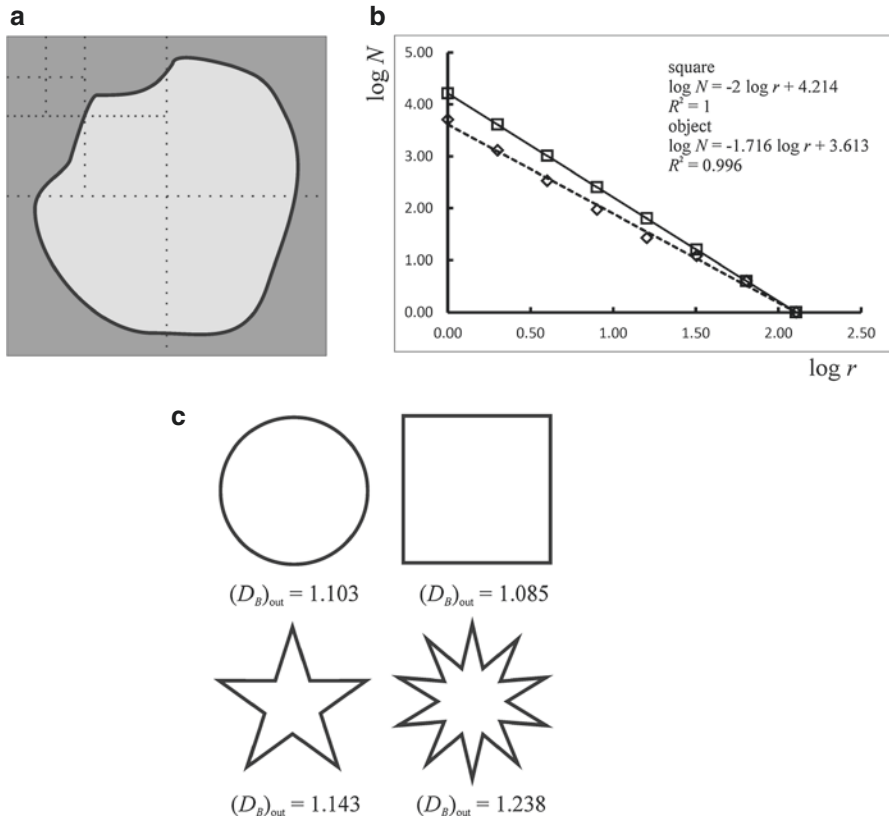 a
b
log N
5.00
4.00
3.00
2.00
1.00
0.00
0.00 0.50 1.00 1.50 2.00 2.50
log r
square
log N = -2 log r + 4.214
R² = 1
object
log N = -1.716 log r + 3.613
R² = 0.996
c
(D_B)_out = 1.103 (D_B)_out = 1.085
(D_B)_out = 1.143 (D_B)_out = 1.238